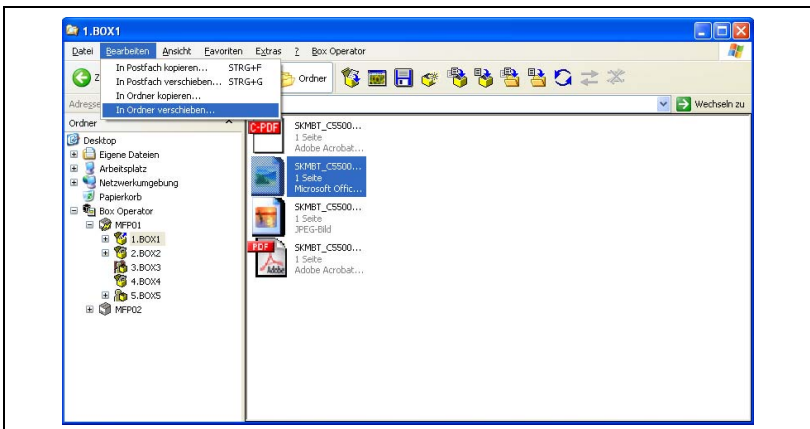 1.BOX1
Datei Bearbeiten Ansicht Favoriten Extras ? Box Operator
In Postfach kopieren... STRG+F
In Postfach verschieben... STRG+G
In Ordner kopieren...
In Ordner verschieben...
Z
Ordner
Adresse
Wechseln zu
Ordner x
Desktop
Eigene Dateien
Arbeitsplatz
Netzwerkumgebung
Papierkorb
Box Operator
MFP01
1.BOX1
2.BOX2
3.BOX3
4.BOX4
5.BOX5
MFP02
C-PDF
SKMBT_C5500...
1 Seite
Adobe Acrobat...
SKMBT_C5500...
1 Seite
Microsoft Offic...
SKMBT_C5500...
1 Seite
JPEG-Bild
PDF
Adobe
SKMBT_C5500...
1 Seite
Adobe Acrobat...